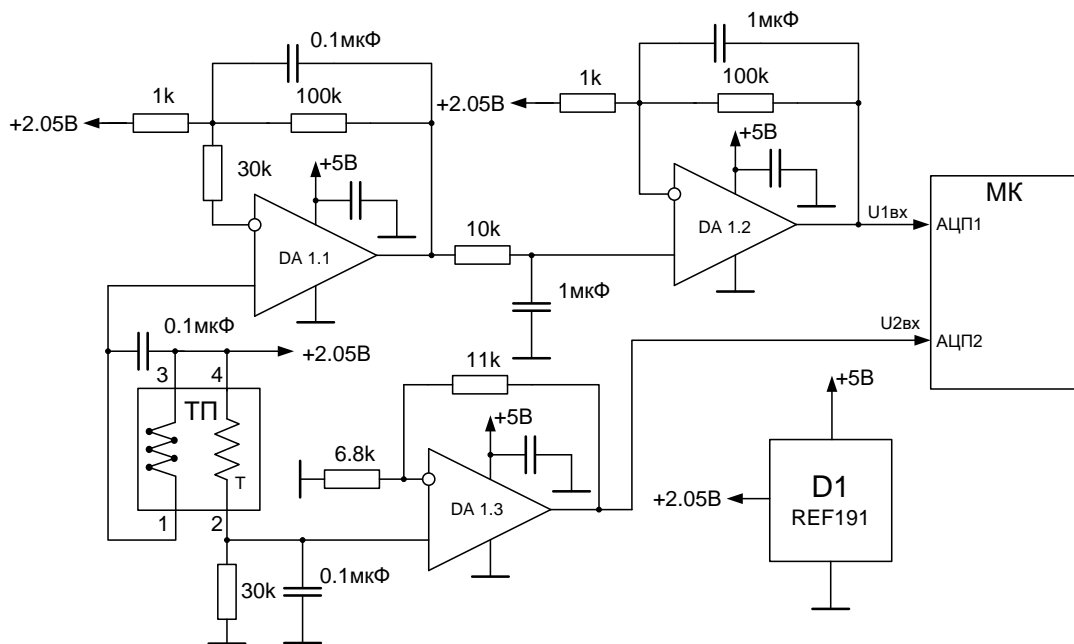 0.1мкФ
1мкФ
1k
100k
+2.05В
30k
+5В
DA 1.1
10k
1мкФ
1k
100k
+2.05В
+5В
DA 1.2
U1вх
МК
АЦП1
U2вх
АЦП2
0.1мкФ
+2.05В
3
4
ТП
Т
1
2
30k
0.1мкФ
11k
6.8k
+5В
DA 1.3
+5В
+2.05В
D1
REF191